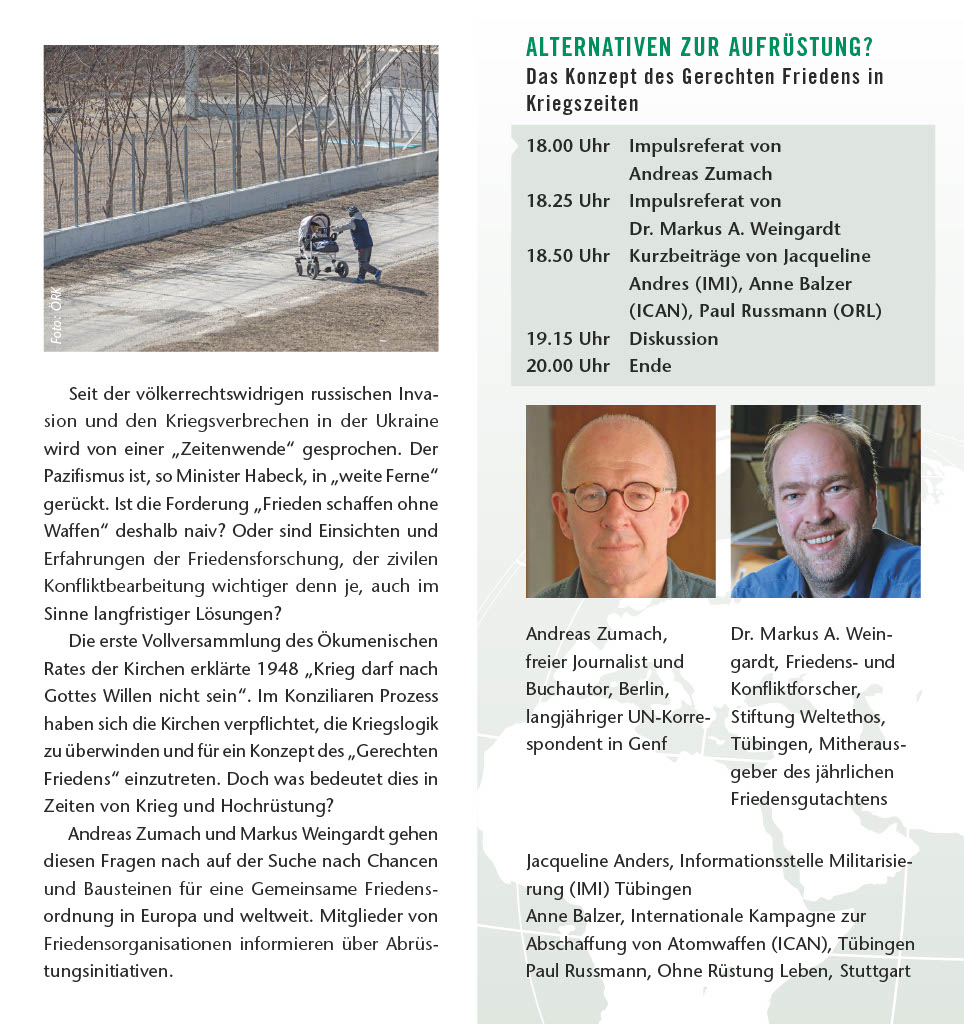 Foto: ÖRK
Seit der völkerrechtswidrigen russischen Inva-
sion und den Kriegsverbrechen in der Ukraine
wird von einer „Zeitenwende“ gesprochen. Der
Pazifismus ist, so Minister Habeck, in „weite Ferne“
gerückt. Ist die Forderung „Frieden schaffen ohne
Waffen“ deshalb naiv? Oder sind Einsichten und
Erfahrungen der Friedensforschung, der zivilen
Konfliktbearbeitung wichtiger denn je, auch im
Sinne langfristiger Lösungen?
Die erste Vollversammlung des Ökumenischen
Rates der Kirchen erklärte 1948 „Krieg darf nach
Gottes Willen nicht sein“. Im Konziliaren Prozess
haben sich die Kirchen verpflichtet, die Kriegslogik
zu überwinden und für ein Konzept des „Gerechten
Friedens“ einzutreten. Doch was bedeutet dies in
Zeiten von Krieg und Hochrüstung?
Andreas Zumach und Markus Weingardt gehen
diesen Fragen nach auf der Suche nach Chancen
und Bausteinen für eine Gemeinsame Friedens-
ordnung in Europa und weltweit. Mitglieder von
Friedensorganisationen informieren über Abrüs-
tungsinitiativen.
ALTERNATIVEN ZUR AUFRÜSTUNG?
Das Konzept des Gerechten Friedens in
Kriegszeiten
18.00 Uhr Impulsreferat von
Andreas Zumach
18.25 Uhr Impulsreferat von
Dr. Markus A. Weingardt
18.50 Uhr Kurzbeiträge von Jacqueline
Andres (IMI), Anne Balzer
(ICAN), Paul Russmann (ORL)
19.15 Uhr Diskussion
20.00 Uhr Ende
Andreas Zumach,
freier Journalist und
Buchautor, Berlin,
langjähriger UN-Korre-
spondent in Genf
Dr. Markus A. Wein-
gardt, Friedens- und
Konfliktforscher,
Stiftung Weltethos,
Tübingen, Mitheraus-
geber des jährlichen
Friedensgutachtens
Jacqueline Anders, Informationsstelle Militarisie-
rung (IMI) Tübingen
Anne Balzer, Internationale Kampagne zur
Abschaffung von Atomwaffen (ICAN), Tübingen
Paul Russmann, Ohne Rüstung Leben, Stuttgart